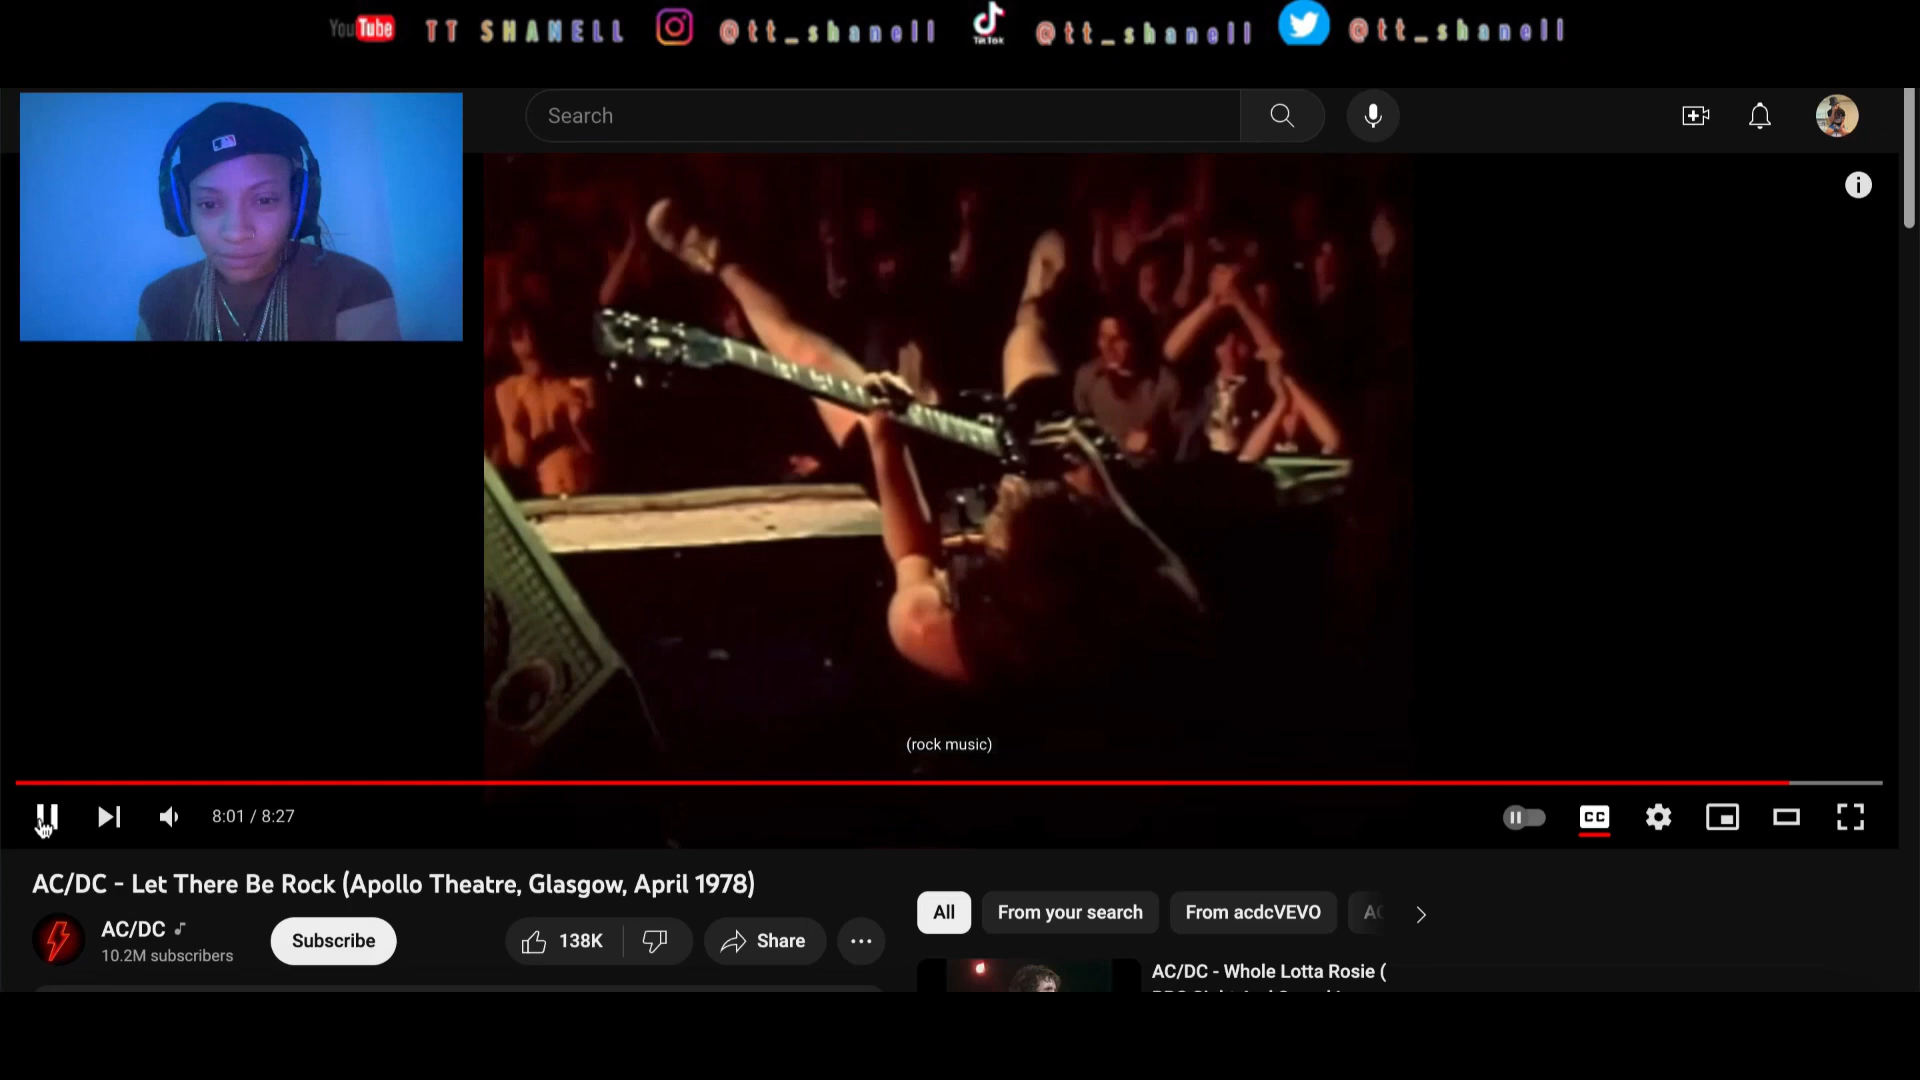 YouTube TT SHANELL @tt_shanell TikTok @tt_shanell @tt_shanell
Search
(rock music)
8:01 / 8:27
CC
AC/DC - Let There Be Rock (Apollo Theatre, Glasgow, April 1978)
AC/DC
10.2M subscribers
Subscribe
138K
Share
All
From your search
From acdcVEVO
AC
AC/DC - Whole Lotta Rosie (